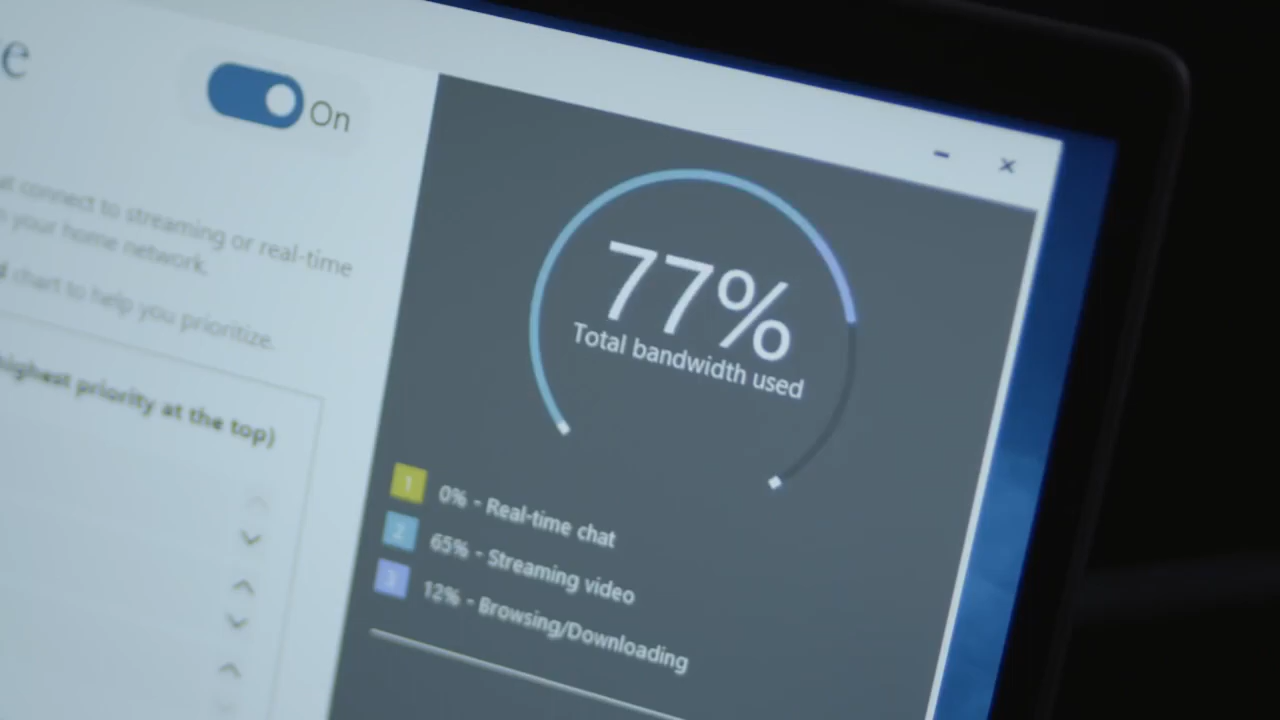 e
On
connect to streaming or real-time
your home network.
chart to help you prioritize.
highest priority at the top)
77%
Total bandwidth used
1 0% - Real-time chat
2 65% - Streaming video
3 12% - Browsing/Downloading